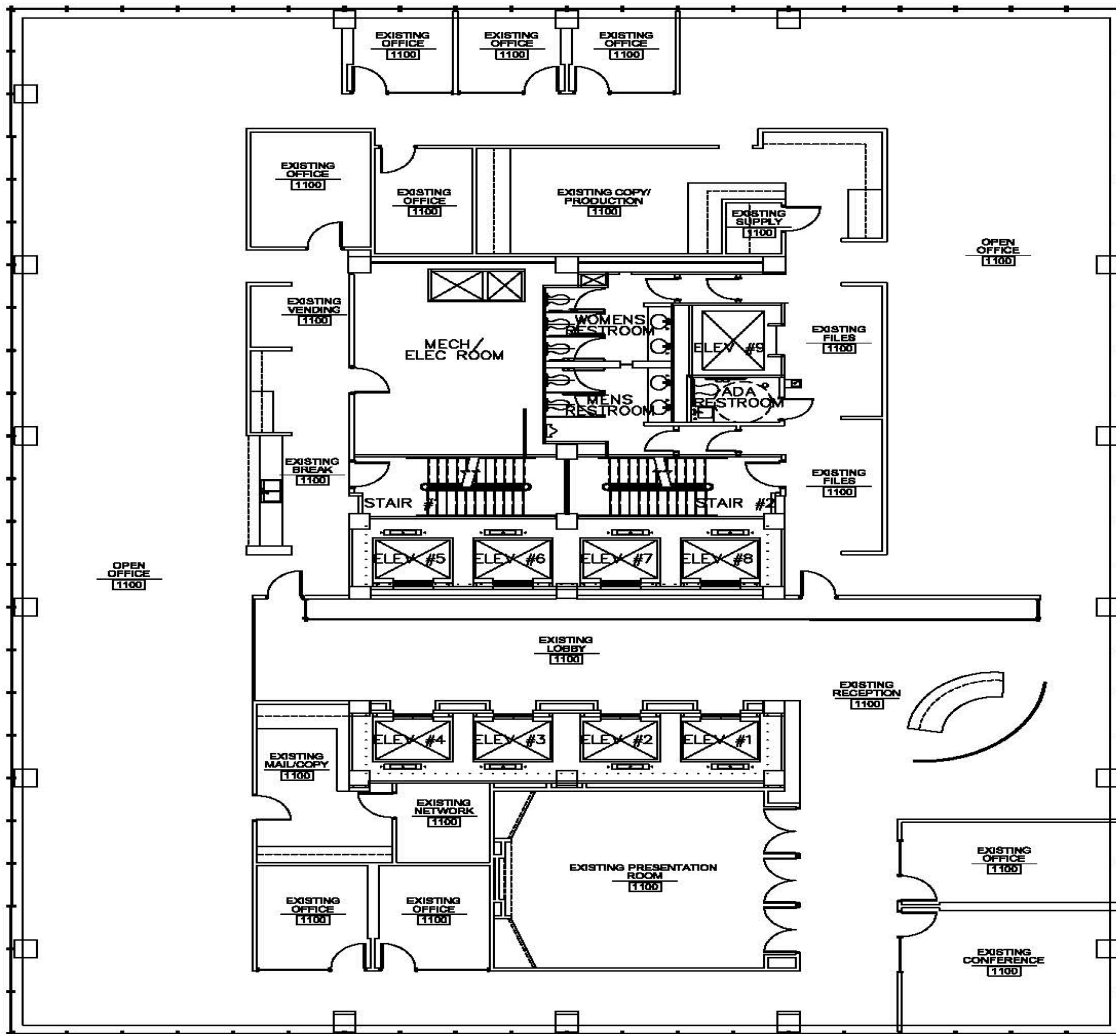 EXISTING
OFFICE
1100
EXISTING
OFFICE
1100
EXISTING
OFFICE
1100
EXISTING
OFFICE
1100
EXISTING
OFFICE
1100
EXISTING COPY/
PRODUCTION
1100
EXISTING
SUPPLY
1100
OPEN
OFFICE
1100
EXISTING
VENDING
1100
MECH/
ELEC ROOM
WOMENS
RESTROOM
ELEV #9
EXISTING
FILES
1100
MENS
RESTROOM
ADA
RESTROOM
EXISTING
BREAK
1100
EXISTING
FILES
1100
STAIR #
STAIR #2
ELEV #5
ELEV #6
ELEV #7
ELEV #8
OPEN
OFFICE
1100
EXISTING
LOBBY
1100
EXISTING
RECEPTION
1100
ELEV #4
ELEV #3
ELEV #2
ELEV #1
EXISTING
MAIL/COPY
1100
EXISTING
NETWORK
1100
EXISTING PRESENTATION
ROOM
1100
EXISTING
OFFICE
1100
EXISTING
OFFICE
1100
EXISTING
OFFICE
1100
EXISTING
CONFERENCE
1100